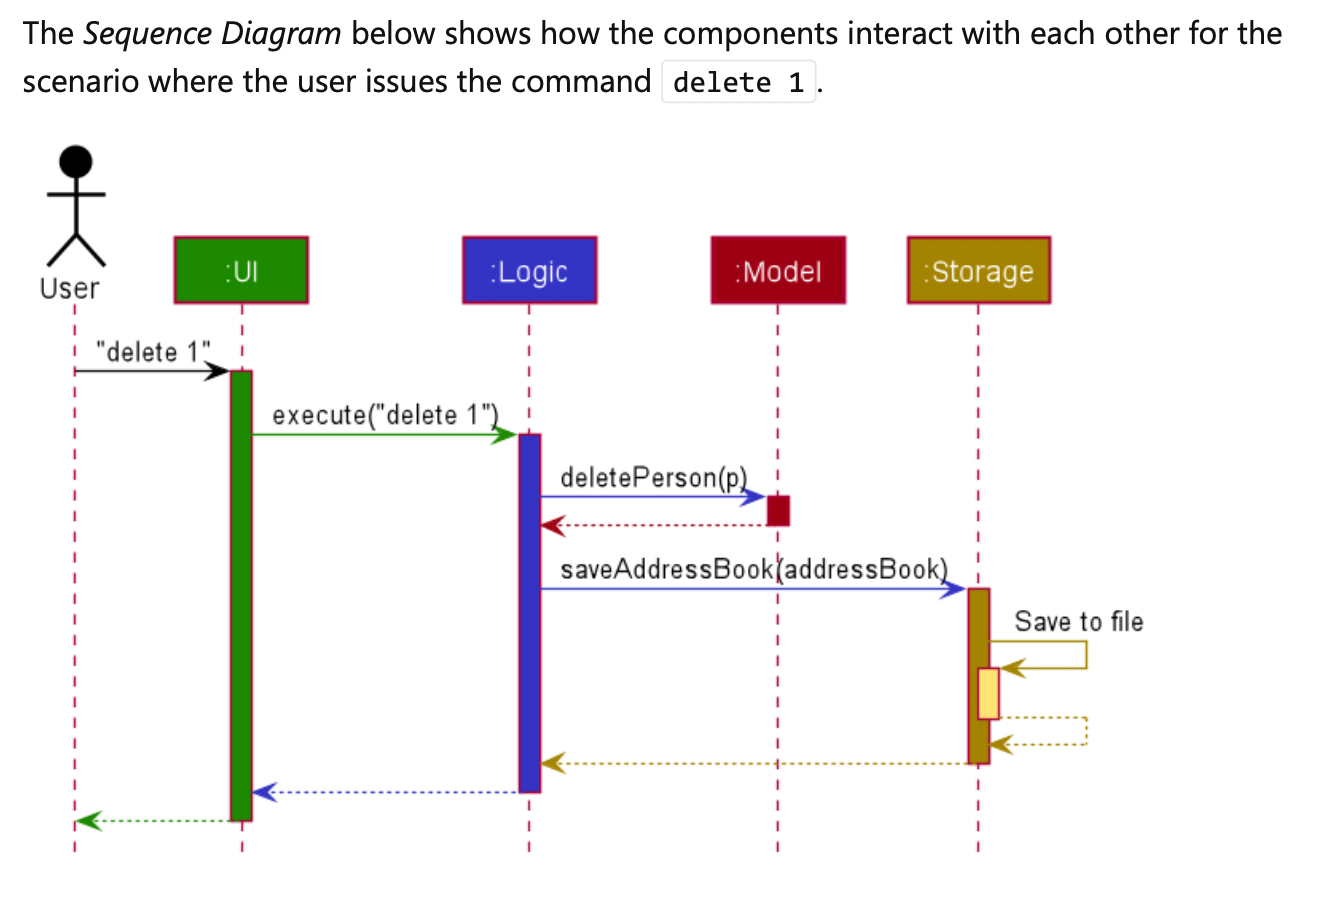 The Sequence Diagram below shows how the components interact with each other for the
scenario where the user issues the command delete 1.
User
:UI
:Logic
:Model
:Storage
"delete 1"
execute("delete 1")
deletePerson(p)
saveAddressBook(addressBook)
Save to file